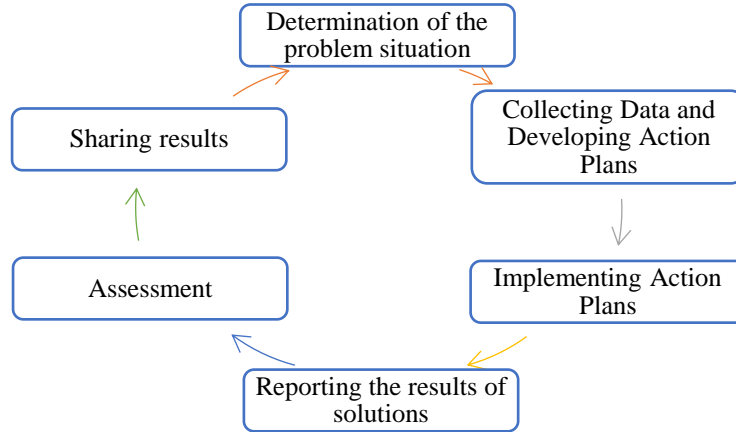 Determination of the
problem situation
Collecting Data and
Developing Action
Plans
Implementing Action
Plans
Reporting the results of
solutions
Assessment
Sharing results